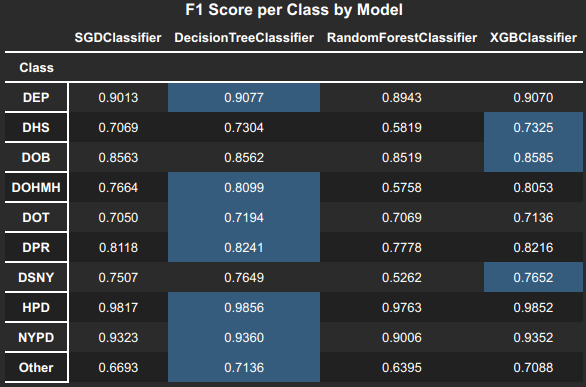 F1 Score per Class by Model
SGDClassifier DecisionTreeClassifier RandomForestClassifier XGBClassifier
Class
DEP 0.9013 0.9077 0.8943 0.9070
DHS 0.7069 0.7304 0.5819 0.7325
DOB 0.8563 0.8562 0.8519 0.8585
DOHMH 0.7664 0.8099 0.5758 0.8053
DOT 0.7050 0.7194 0.7069 0.7136
DPR 0.8118 0.8241 0.7778 0.8216
DSNY 0.7507 0.7649 0.5262 0.7652
HPD 0.9817 0.9856 0.9763 0.9852
NYPD 0.9323 0.9360 0.9006 0.9352
Other 0.6693 0.7136 0.6395 0.7088